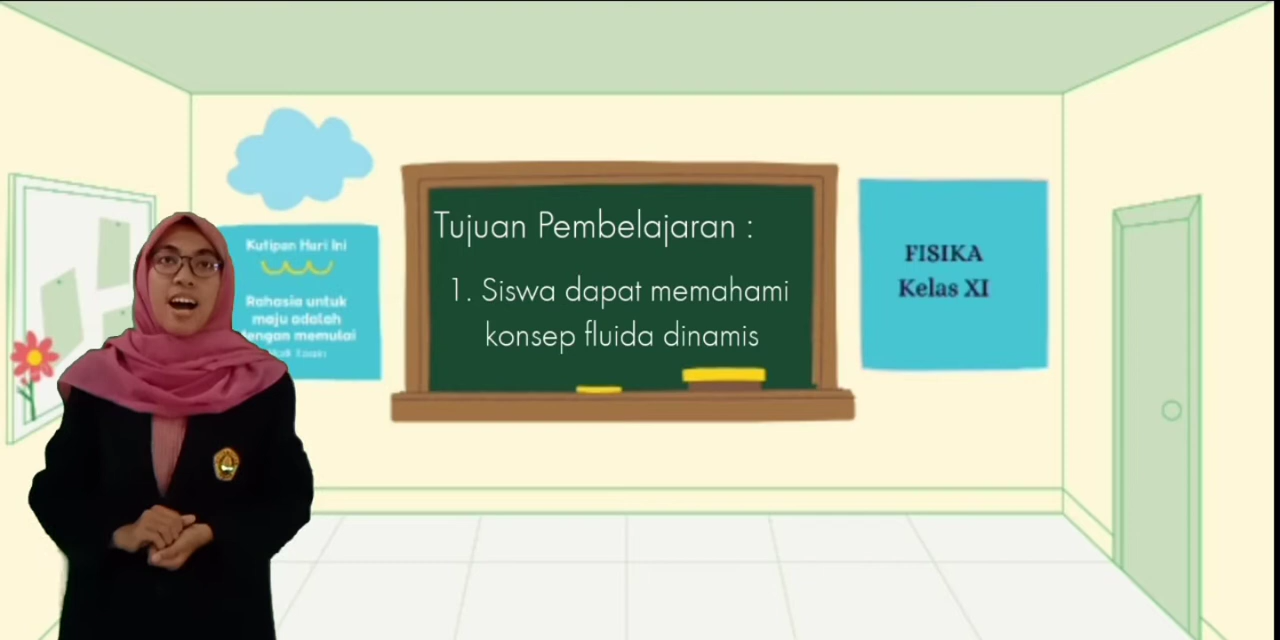 Kutipan Hari Ini
Rahasia untuk
maju adalah
dengan memulai
Tujuan Pembelajaran :
1. Siswa dapat memahami
konsep fluida dinamis
FISIKA
Kelas XI